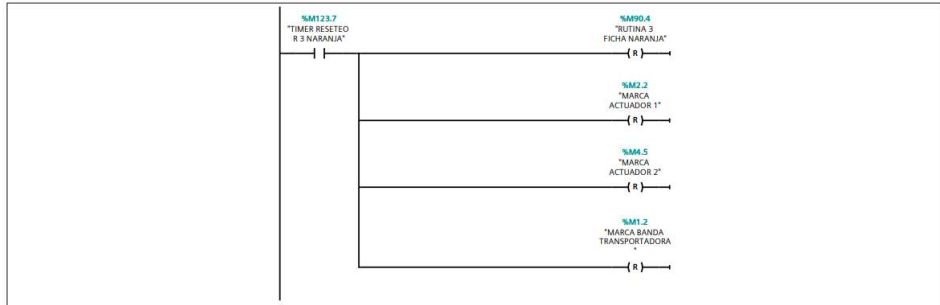 %M123.7
"TIMER RESETEO
R 3 NARANJA"
%M90.4
"RUTINA 3
FICHA NARANJA"
R
%M2.2
"MARCA
ACTUADOR 1"
R
%M4.5
"MARCA
ACTUADOR 2"
R
%M1.2
"MARCA BANDA
TRANSPORTADORA
"
R